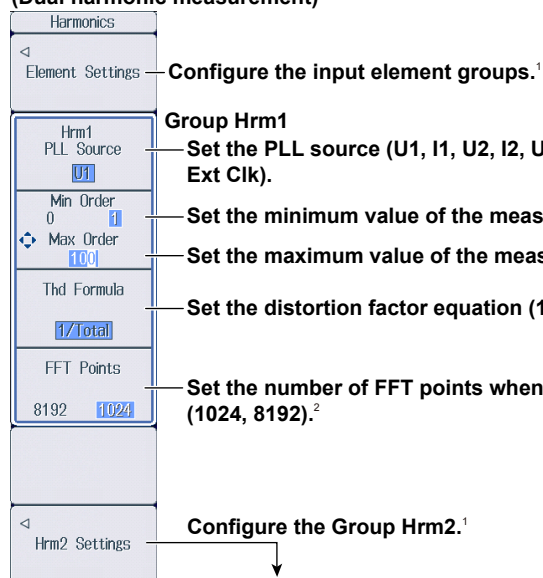 (Dual harmonic measurement)
Harmonics
Element Settings
Configure the input element groups.1
Group Hrm1
Hrm1
PLL Source
U1
Set the PLL source (U1, I1, U2, I2, U
Ext Clk).
Min Order
0 1
Set the minimum value of the meas
Max Order
100
Set the maximum value of the meas
Thd Formula
1/Total
Set the distortion factor equation (1
FFT Points
8192 1024
Set the number of FFT points when
(1024, 8192).2
Hrm2 Settings
Configure the Group Hrm2.1